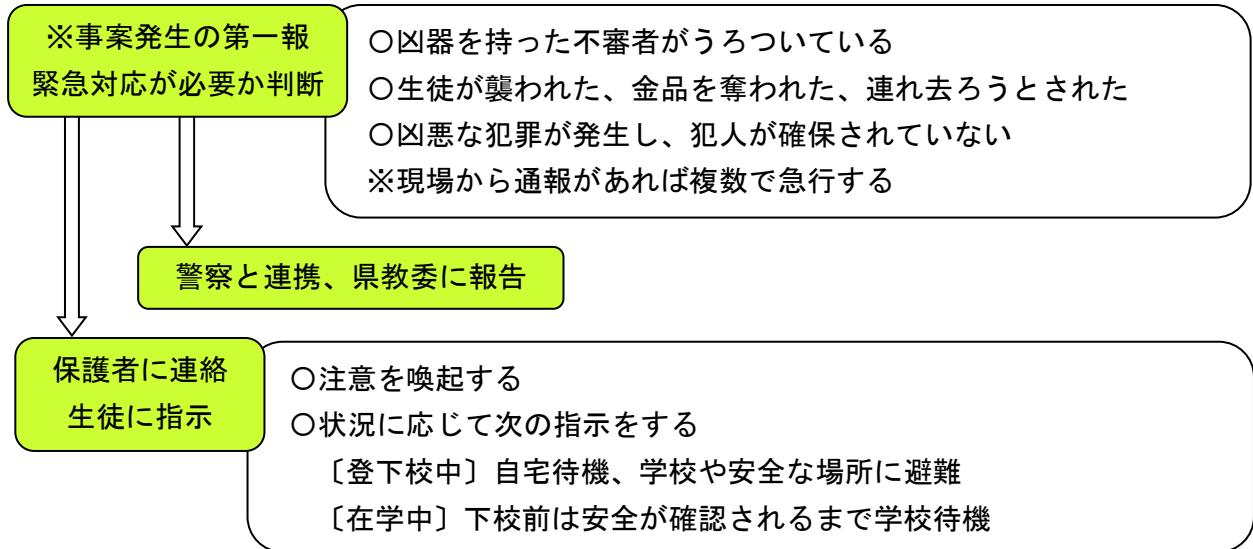 ※事案発生の第一報
緊急対応が必要か判断
○凶器を持った不審者がうろついている
○生徒が襲われた、金品を奪われた、連れ去ろうとされた
○凶悪な犯罪が発生し、犯人が確保されていない
※現場から通報があれば複数で急行する
警察と連携、県教委に報告
保護者に連絡
生徒に指示
○注意を喚起する
○状況に応じて次の指示をする
〔登下校中〕自宅待機、学校や安全な場所に避難
〔在学中〕下校前は安全が確認されるまで学校待機